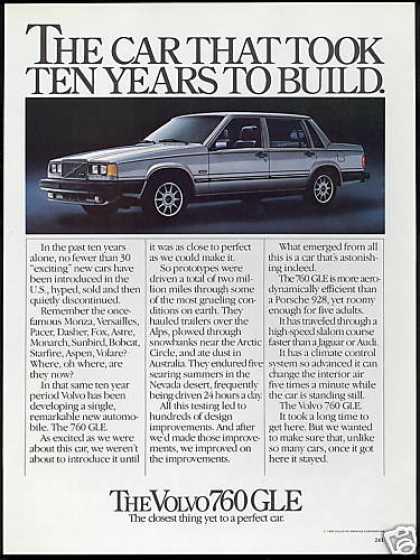 THE CAR THAT TOOK
TEN YEARS TO BUILD.
In the past ten years
alone, no fewer than 30
"exciting" new cars have
been introduced in the
U.S., hyped, sold and then
quietly discontinued.
Remember the once-
famous Monza, Versailles,
Pacer, Dasher, Fox, Astre,
Monarch, Sunbird, Bobcat,
Starfire, Aspen, Volare?
Where, oh where, are
they now?
In that same ten year
period Volvo has been
developing a single,
remarkable new automo-
bile. The 760 GLE.
As excited as we were
about this car, we weren't
about to introduce it until
it was as close to perfect
as we could make it.
So prototypes were
driven a total of two mil-
lion miles through some
of the most grueling con-
ditions on earth. They
hauled trailers over the
Alps, plowed through
snowbanks near the Arctic
Circle, and ate dust in
Australia. They endured five
searing summers in the
Nevada desert, frequently
being driven 24 hours a day.
All this testing led to
hundreds of design
improvements. And after
we'd made those improve-
ments, we improved on
the improvements.
What emerged from all
this is a car that's astonish-
ing indeed.
The 760 GLE is more aero-
dynamically efficient than
a Porsche 928, yet roomy
enough for five adults.
It has traveled through a
high speed slalom course
faster than a Jaguar or Audi.
It has a climate control
system so advanced it can
change the interior air
five times a minute while
the car is standing still.
The Volvo 760 GLE.
It took a long time to
get here. But we wanted
to make sure that, unlike
so many cars, once it got
here it stayed.
THE VOLVO 760 GLE
The closest thing yet to a perfect car.